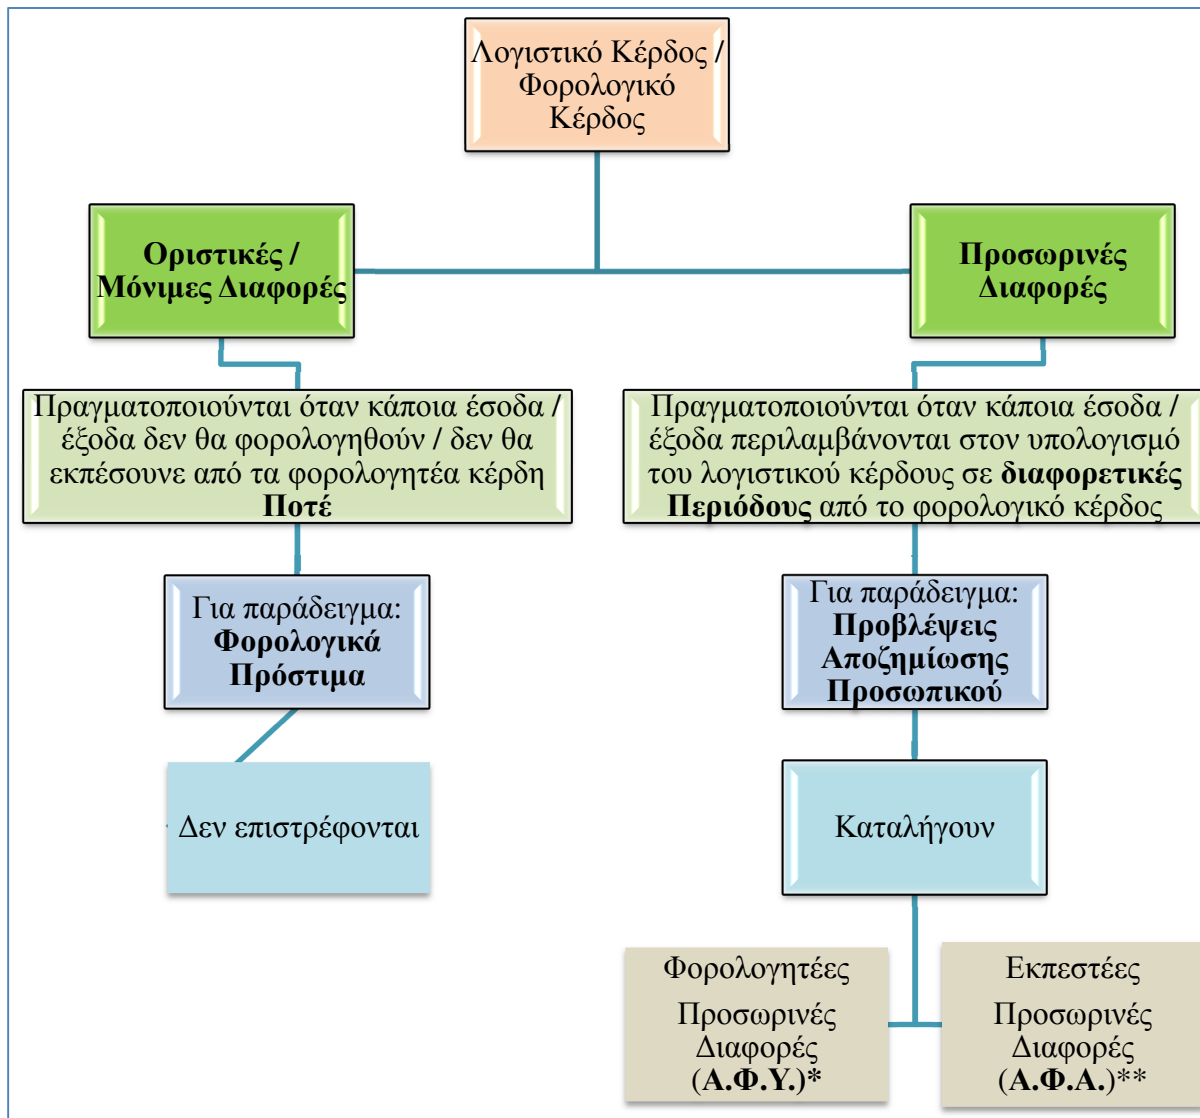 Λογιστικό Κέρδος /
Φορολογικό
Κέρδος
Οριστικές /
Μόνιμες Διαφορές
Πραγματοποιούνται όταν κάποια έσοδα /
έξοδα δεν θα φορολογηθούν / δεν θα
εκπέσουνε από τα φορολογητέα κέρδη
Ποτέ
Για παράδειγμα:
Φορολογικά
Πρόστιμα
Δεν επιστρέφονται
Προσωρινές
Διαφορές
Πραγματοποιούνται όταν κάποια έσοδα /
έξοδα περιλαμβάνονται στον υπολογισμό
του λογιστικού κέρδους σε διαφορετικές
Περιόδους από το φορολογικό κέρδος
Για παράδειγμα:
Προβλέψεις
Αποζημίωσης
Προσωπικού
Καταλήγουν
Φορολογητέες
Προσωρινές
Διαφορές
(Α.Φ.Υ.)*
Εκπεστέες
Προσωρινές
Διαφορές
(Α.Φ.Α.)**